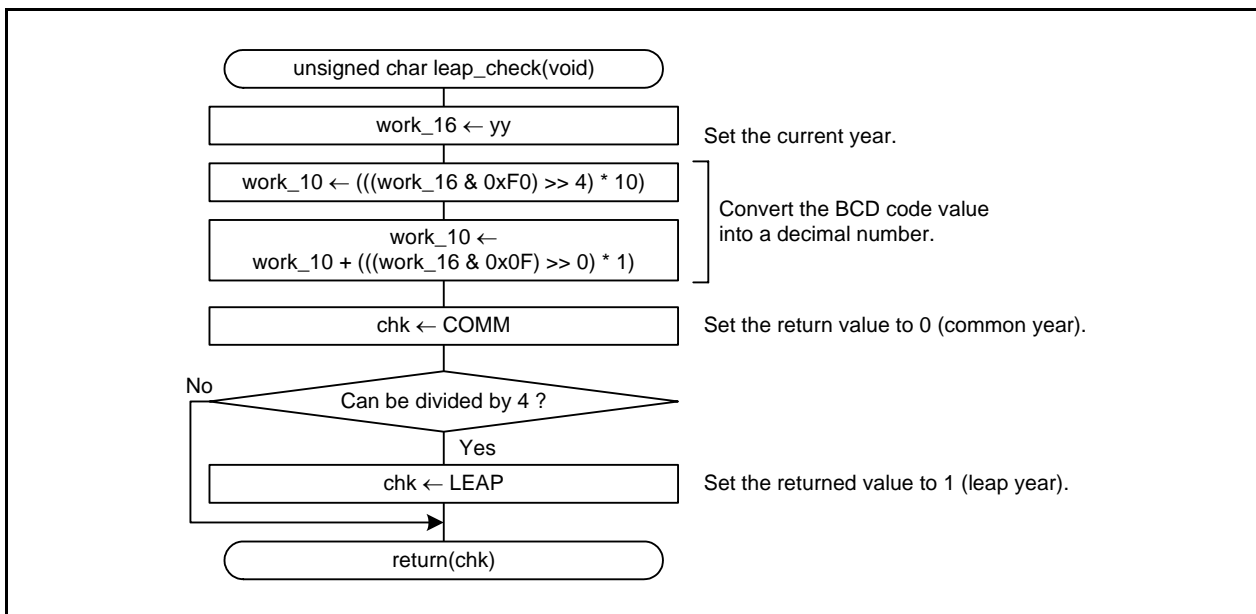 unsigned char leap_check(void)
work_16 ← yy
Set the current year.
work_10 ← (((work_16 & 0xF0) >> 4) * 10)
work_10 ←
work_10 + (((work_16 & 0x0F) >> 0) * 1)
Convert the BCD code value
into a decimal number.
chk ← COMM
Set the return value to 0 (common year).
No
Can be divided by 4 ?
Yes
chk ← LEAP
Set the returned value to 1 (leap year).
return(chk)